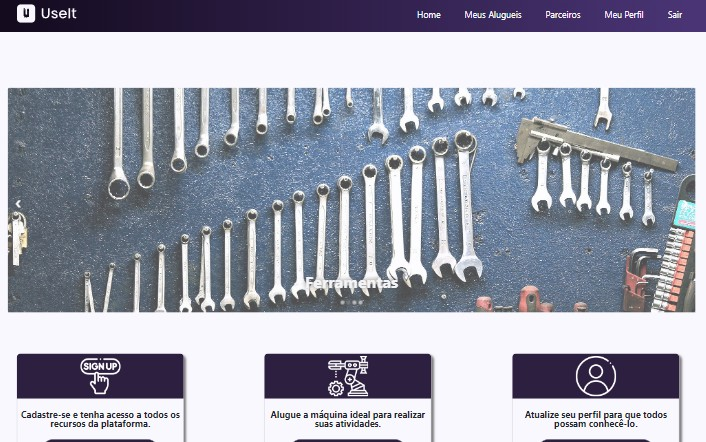 UseIt
Home Meus Alugueis Parceiros Meu Perfil Sair
Ferramentas
SIGN UP
Cadastre-se e tenha acesso a todos os
recursos da plataforma.
Alugue a máquina ideal para realizar
suas atividades.
Atualize seu perfil para que todos
possam conhecê-lo.